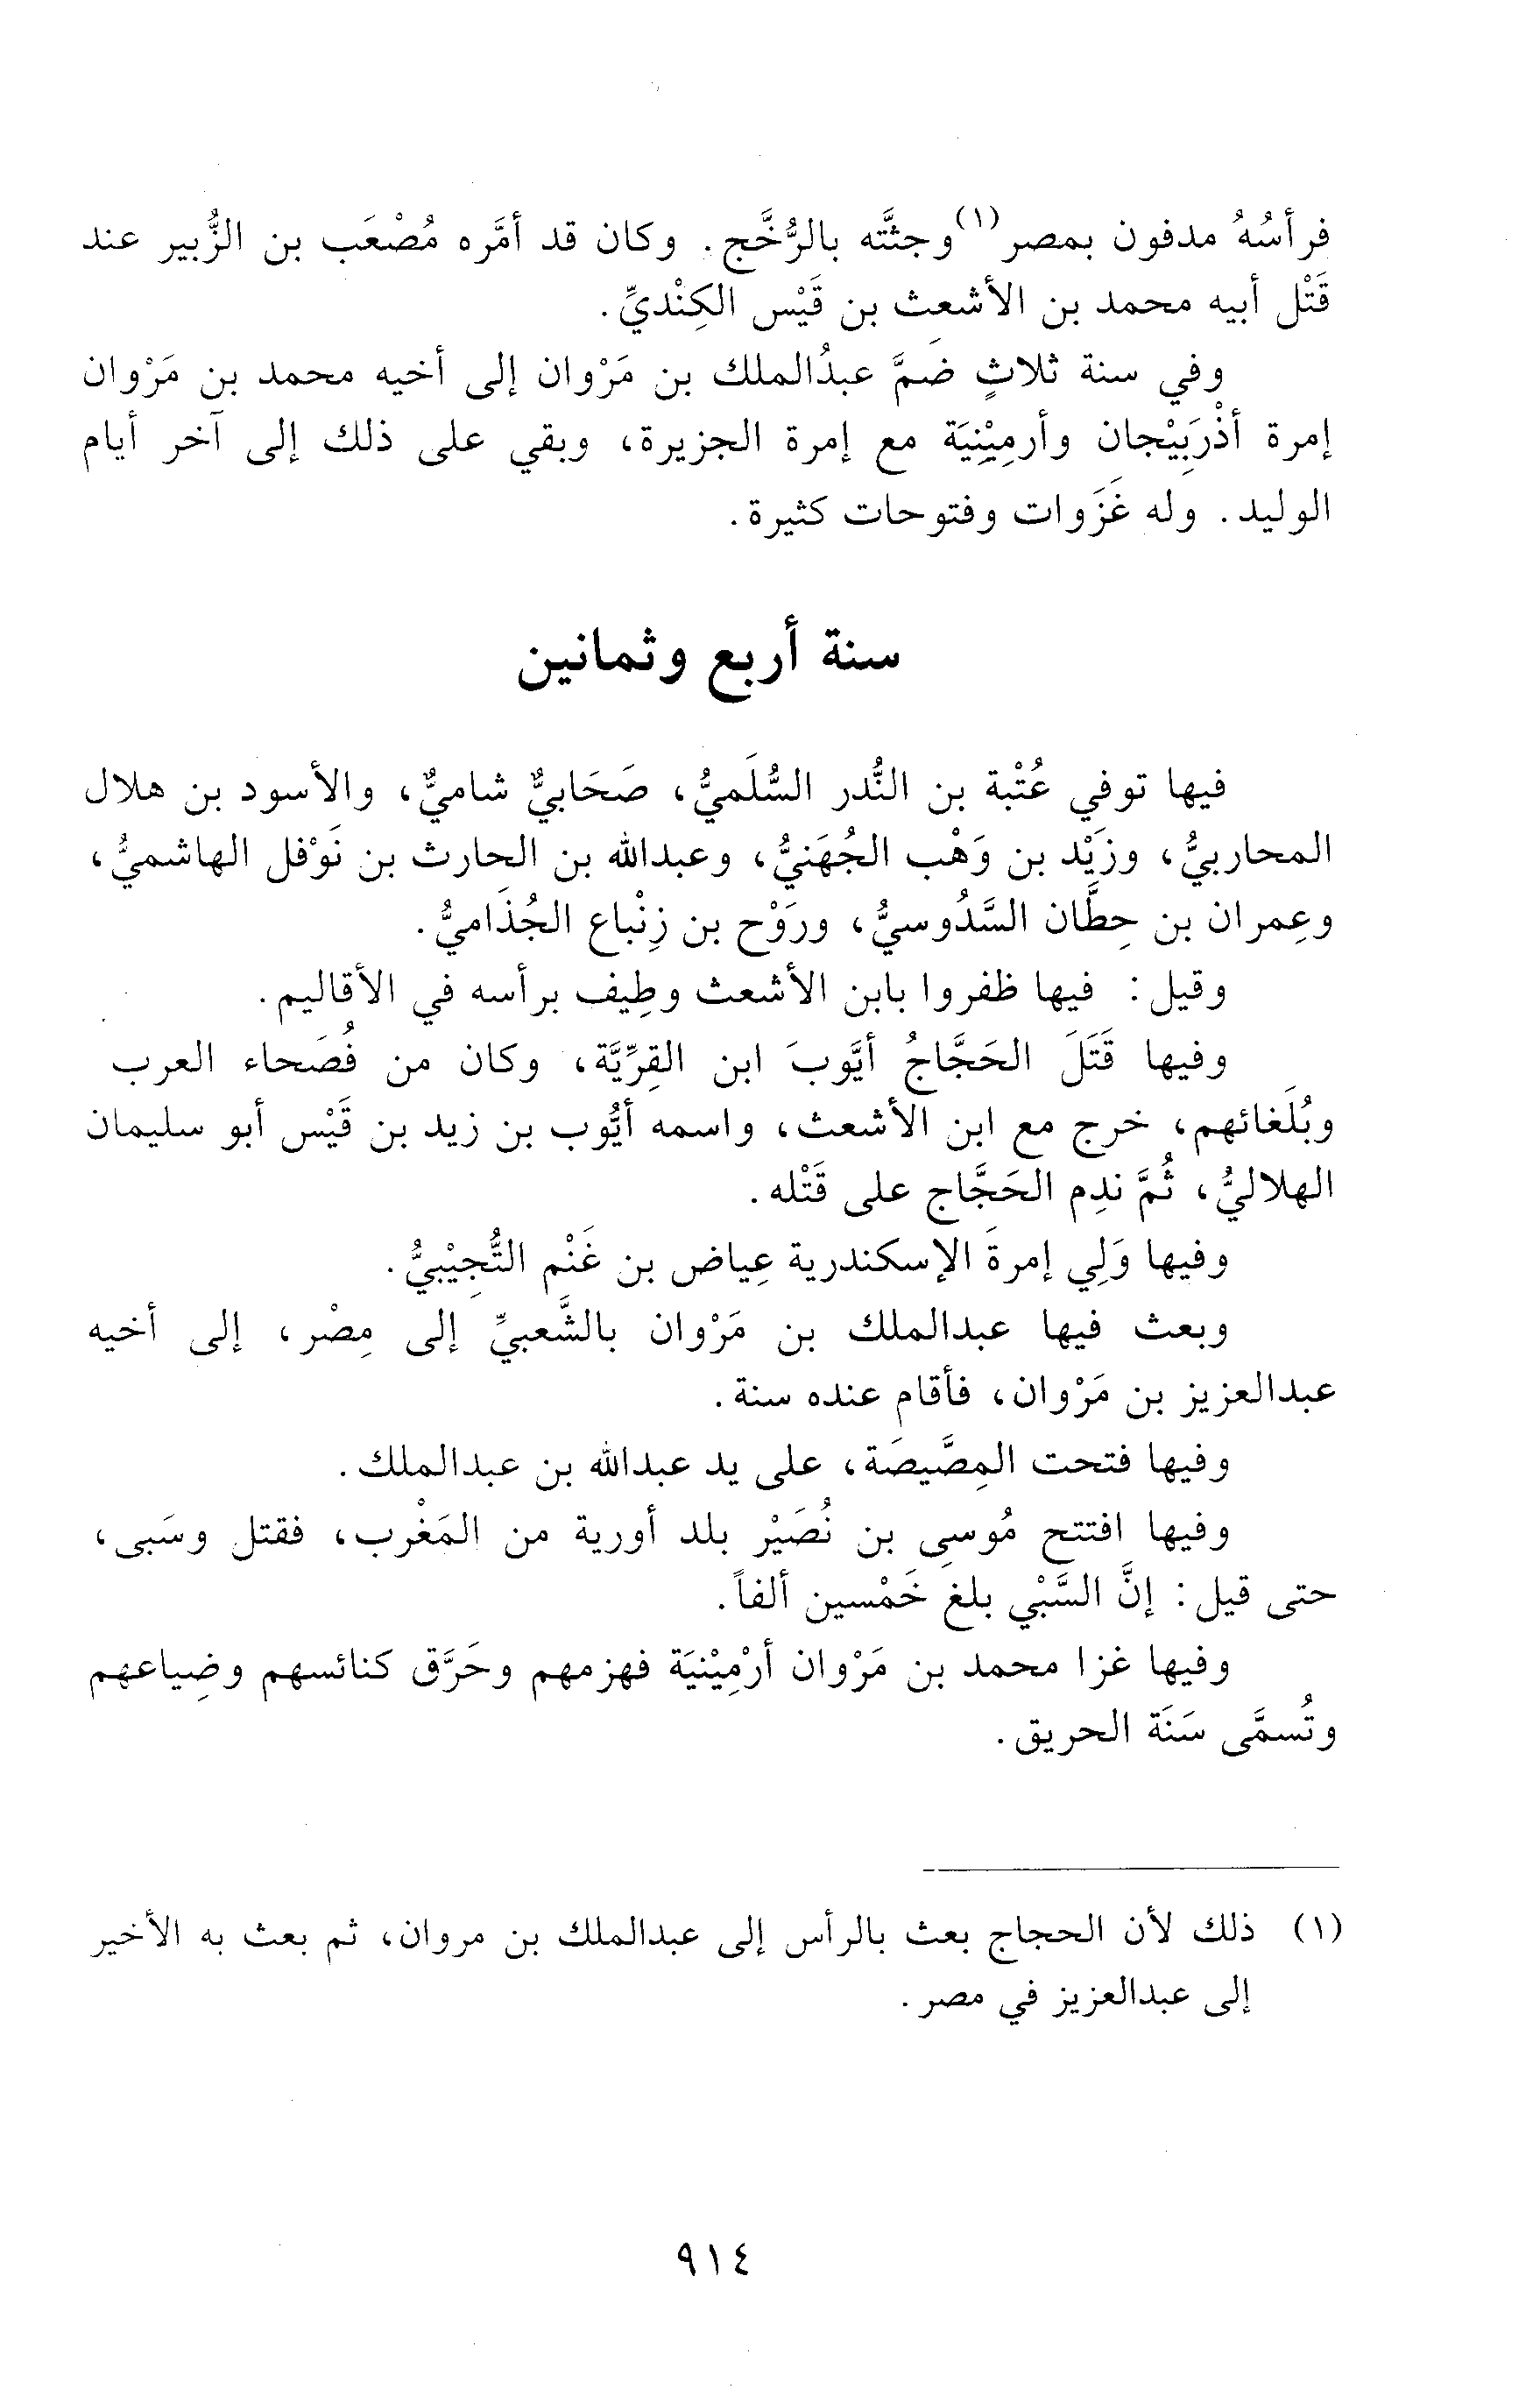 فرأسُهُ مدفون بمصر(١) وجثَّته بالرُّخَّج. وكان قد أمَّره مُصْعَب بن الزُّبير عند
قَتْل أبيه محمد بن الأشعث بن قَيْس الكِنْديِّ.
وفي سنة ثلاثٍ ضَمَّ عبدُالملك بن مَرْوان إلى أخيه محمد بن مَرْوان
إمرة أذْرَبِيْجان وأرمِيْنِيَة مع إمرة الجزيرة، وبقي على ذلك إلى آخر أيام
الوليد. وله غَزَوات وفتوحات كثيرة.
سنة أربع وثمانين
فيها توفي عُتْبة بن النُّدر السُّلَميُّ، صَحَابيٌّ شاميٌّ، والأسود بن هلال
المحاربيُّ، وزَيْد بن وَهْب الجُهَنيُّ، وعبدالله بن الحارث بن نَوْفل الهاشميُّ،
وعِمران بن حِطَّان السَّدُوسيُّ، ورَوْح بن زِنْباع الجُذَاميُّ.
وقيل: فيها ظفروا بابن الأشعث وطِيف برأسه في الأقاليم.
وفيها قَتَلَ الحَجَّاجُ أيَّوبَ ابن القِرِّيَّة، وكان من فُصَحاء العرب
وبُلَغائهم، خرج مع ابن الأشعث، واسمه أيُّوب بن زيد بن قَيْس أبو سليمان
الهلاليُّ، ثُمَّ ندِم الحَجَّاج على قَتْله.
وفيها وَلِي إمرةَ الإسكندرية عِياض بن غَنْم التُّجِيْبيُّ.
وبعث فيها عبدالملك بن مَرْوان بالشَّعبيِّ إلى مِصْر، إلى أخيه
عبدالعزيز بن مَرْوان، فأقام عنده سنة.
وفيها فتحت المِصَّيصَة، على يد عبدالله بن عبدالملك.
وفيها افتتح مُوسى بن نُصَيْر بلد أورية من المَغْرب، فقتل وسَبى،
حتى قيل: إنَّ السَّبْي بلغ خَمْسين ألفاً.
وفيها غزا محمد بن مَرْوان أرْمِيْنيَة فهزمهم وحَرَّق كنائسهم وضِياعهم
وتُسمَّى سَنَة الحريق.
(١) ذلك لأن الحجاج بعث بالرأس إلى عبدالملك بن مروان، ثم بعث به الأخير
إلى عبدالعزيز في مصر.
٩١٤